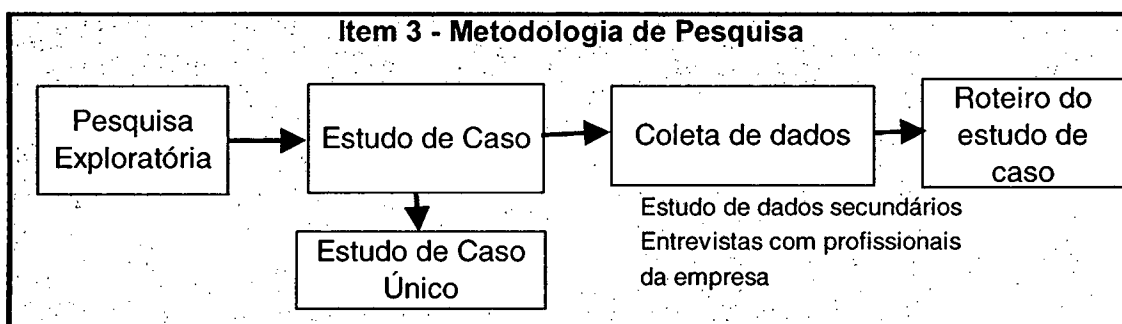 Item 3 - Metodologia de Pesquisa
Pesquisa
Exploratória
Estudo de Caso
Estudo de Caso
Único
Coleta de dados
Estudo de dados secundários
Entrevistas com profissionais
da empresa
Roteiro do
estudo de
caso